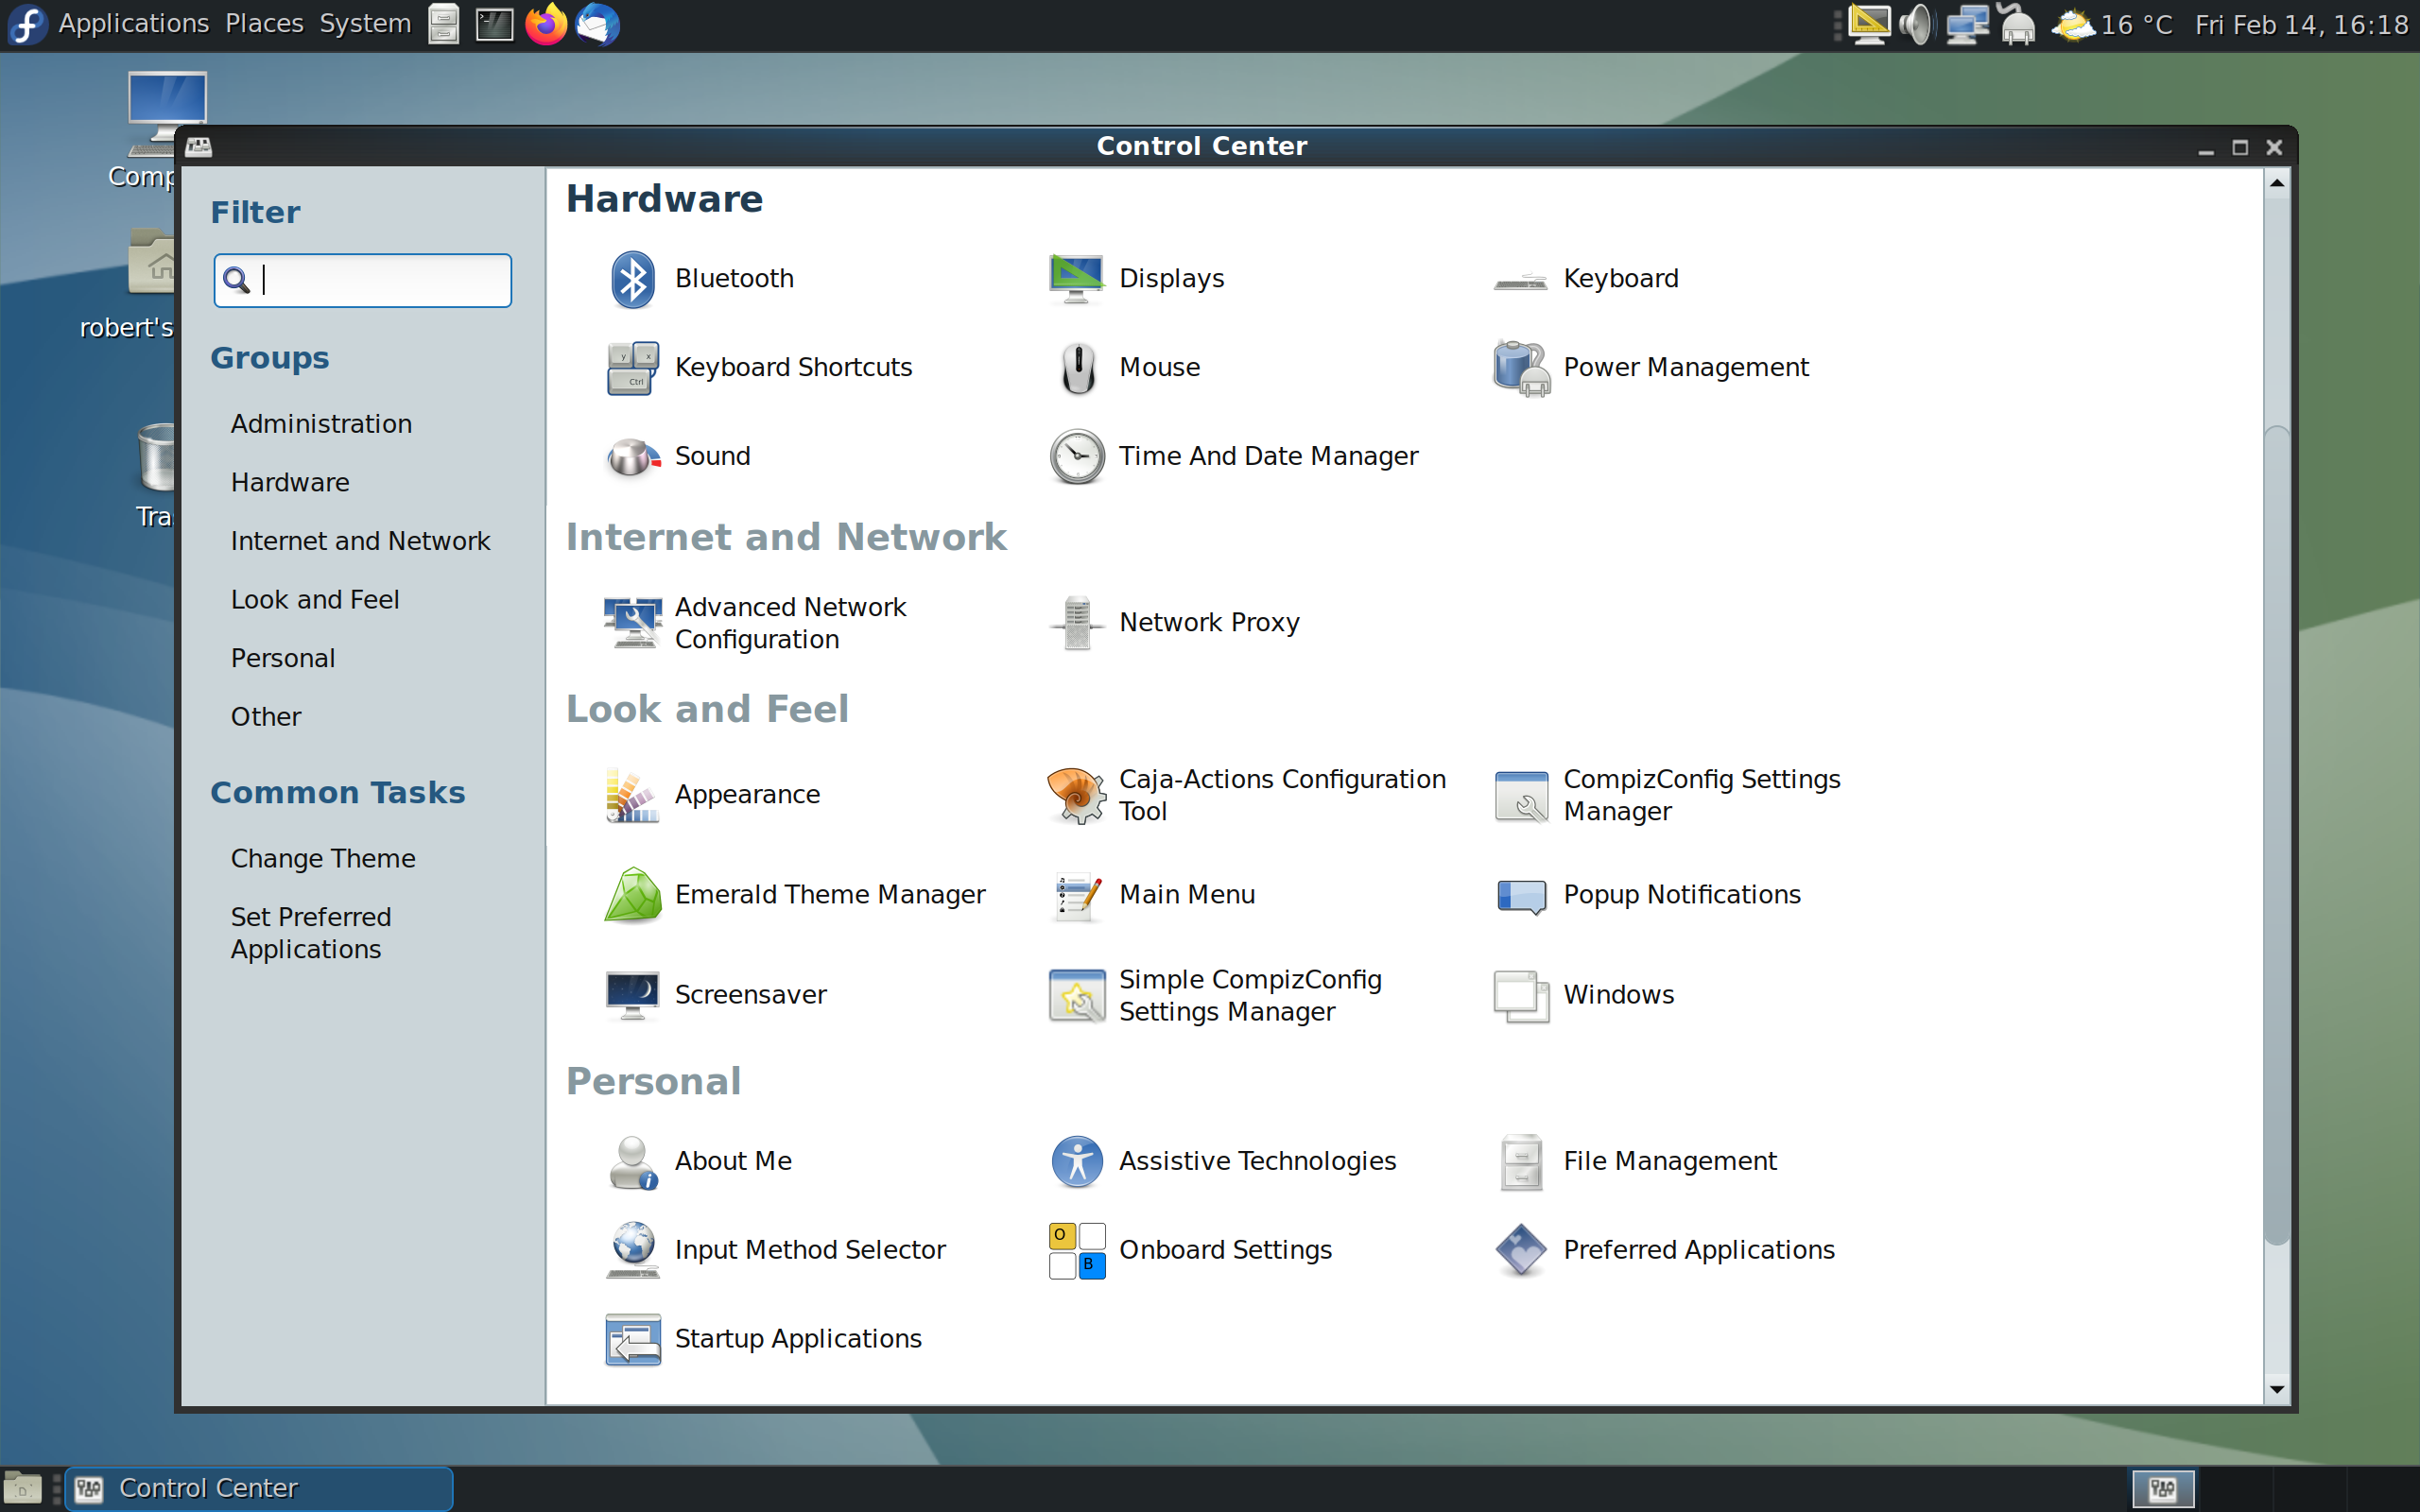 Applications Places System
16 °C Fri Feb 14, 16:18
Comp
robert's
Tra
Control Center
Filter
Groups
Administration
Hardware
Internet and Network
Look and Feel
Personal
Other
Common Tasks
Change Theme
Set Preferred
Applications
Hardware
Bluetooth
Displays
Keyboard
Keyboard Shortcuts
Mouse
Power Management
Sound
Time And Date Manager
Internet and Network
Advanced Network
Configuration
Network Proxy
Look and Feel
Appearance
Caja-Actions Configuration
Tool
CompizConfig Settings
Manager
Emerald Theme Manager
Main Menu
Popup Notifications
Screensaver
Simple CompizConfig
Settings Manager
Windows
Personal
About Me
Assistive Technologies
File Management
Input Method Selector
O
B
Onboard Settings
Preferred Applications
Startup Applications
Control Center